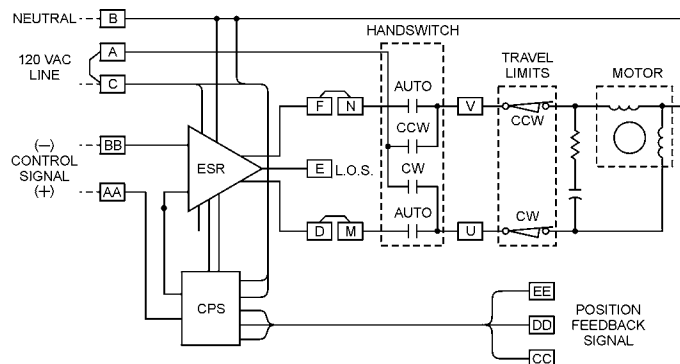 NEUTRAL
B
HANDSWITCH
A
120 VAC
LINE
C
TRAVEL
LIMITS
MOTOR
AUTO
F
N
V
CCW
CCW
(—)
BB
CONTROL
SIGNAL
(+)
AA
ESR
E
L.O.S.
CW
AUTO
D
M
U
CW
CPS
EE
DD
CC
POSITION
FEEDBACK
SIGNAL